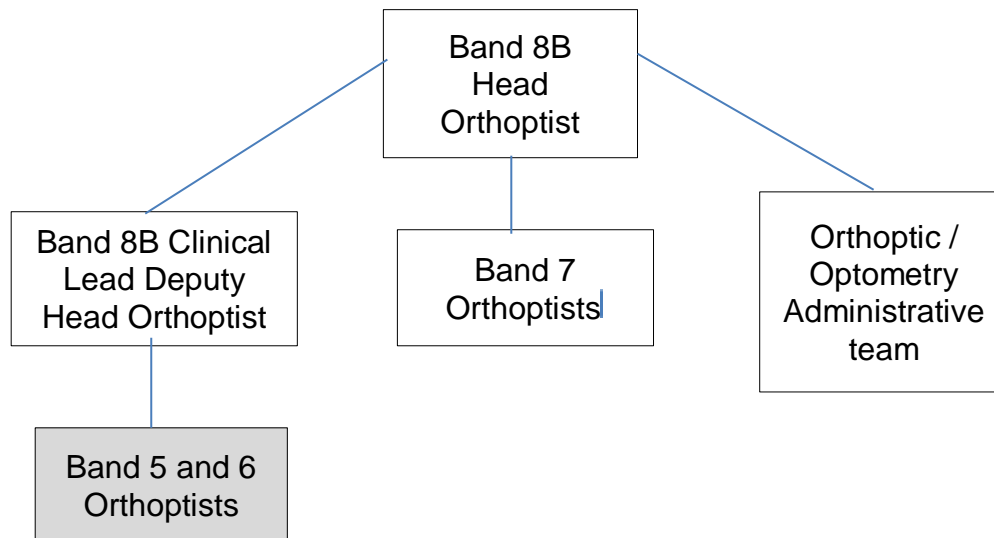 Band 8B
Head
Orthoptist
Band 8B Clinical
Lead Deputy
Head Orthoptist
Band 7
Orthoptists
Orthoptic /
Optometry
Administrative
team
Band 5 and 6
Orthoptists